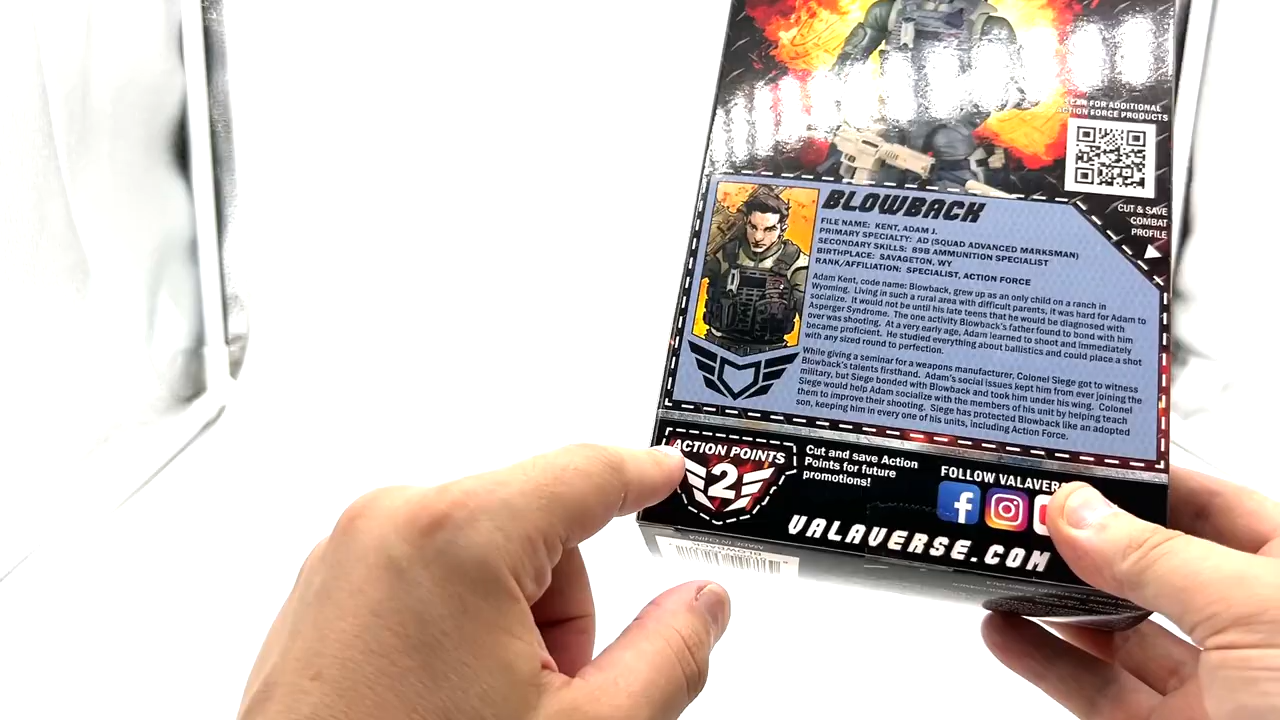 SCAN FOR ADDITIONAL
ACTION FORCE PRODUCTS
CUT & SAVE
COMBAT
PROFILE
BLOWBACK
FILE NAME: KENT, ADAM J.
PRIMARY SPECIALTY: AD (SQUAD ADVANCED MARKSMAN)
SECONDARY SKILLS: 89B AMMUNITION SPECIALIST
BIRTHPLACE: SAVAGETON, WY
RANK/AFFILIATION: SPECIALIST, ACTION FORCE
Adam Kent, code name: Blowback, grew up as an only child on a ranch in
Wyoming. Living in such a rural area with difficult parents, it was hard for Adam to
socialize. It would not be until his late teens that he would be diagnosed with
Asperger Syndrome. The one activity Blowback's father found to bond with him
over was shooting. At a very early age, Adam learned to shoot and immediately
became proficient. He studied everything about ballistics and could place a shot
with any sized round to perfection.
While giving a seminar for a weapons manufacturer, Colonel Siege got to witness
Blowback's talents firsthand. Adam's social issues kept him from ever joining the
military, but Siege bonded with Blowback and took him under his wing. Colonel
Siege would help Adam socialize with the members of his unit by helping teach
them to improve their shooting. Siege has protected Blowback like an adopted
son, keeping him in every one of his units, including Action Force.
ACTION POINTS
2
Cut and save Action
Points for future
promotions!
FOLLOW VALAVERS
VALAVERSE.COM
MADE IN CHINA
BLOWBACK